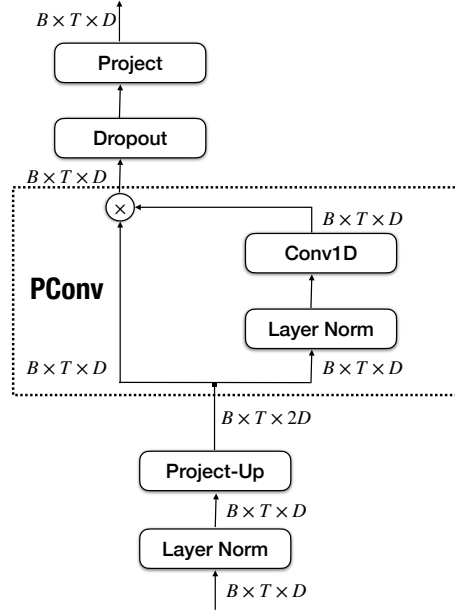 B × T × D
Project
Dropout
B × T × D
×
B × T × D
Conv1D
PConv
Layer Norm
B × T × D
B × T × D
B × T × 2D
Project-Up
B × T × D
Layer Norm
B × T × D